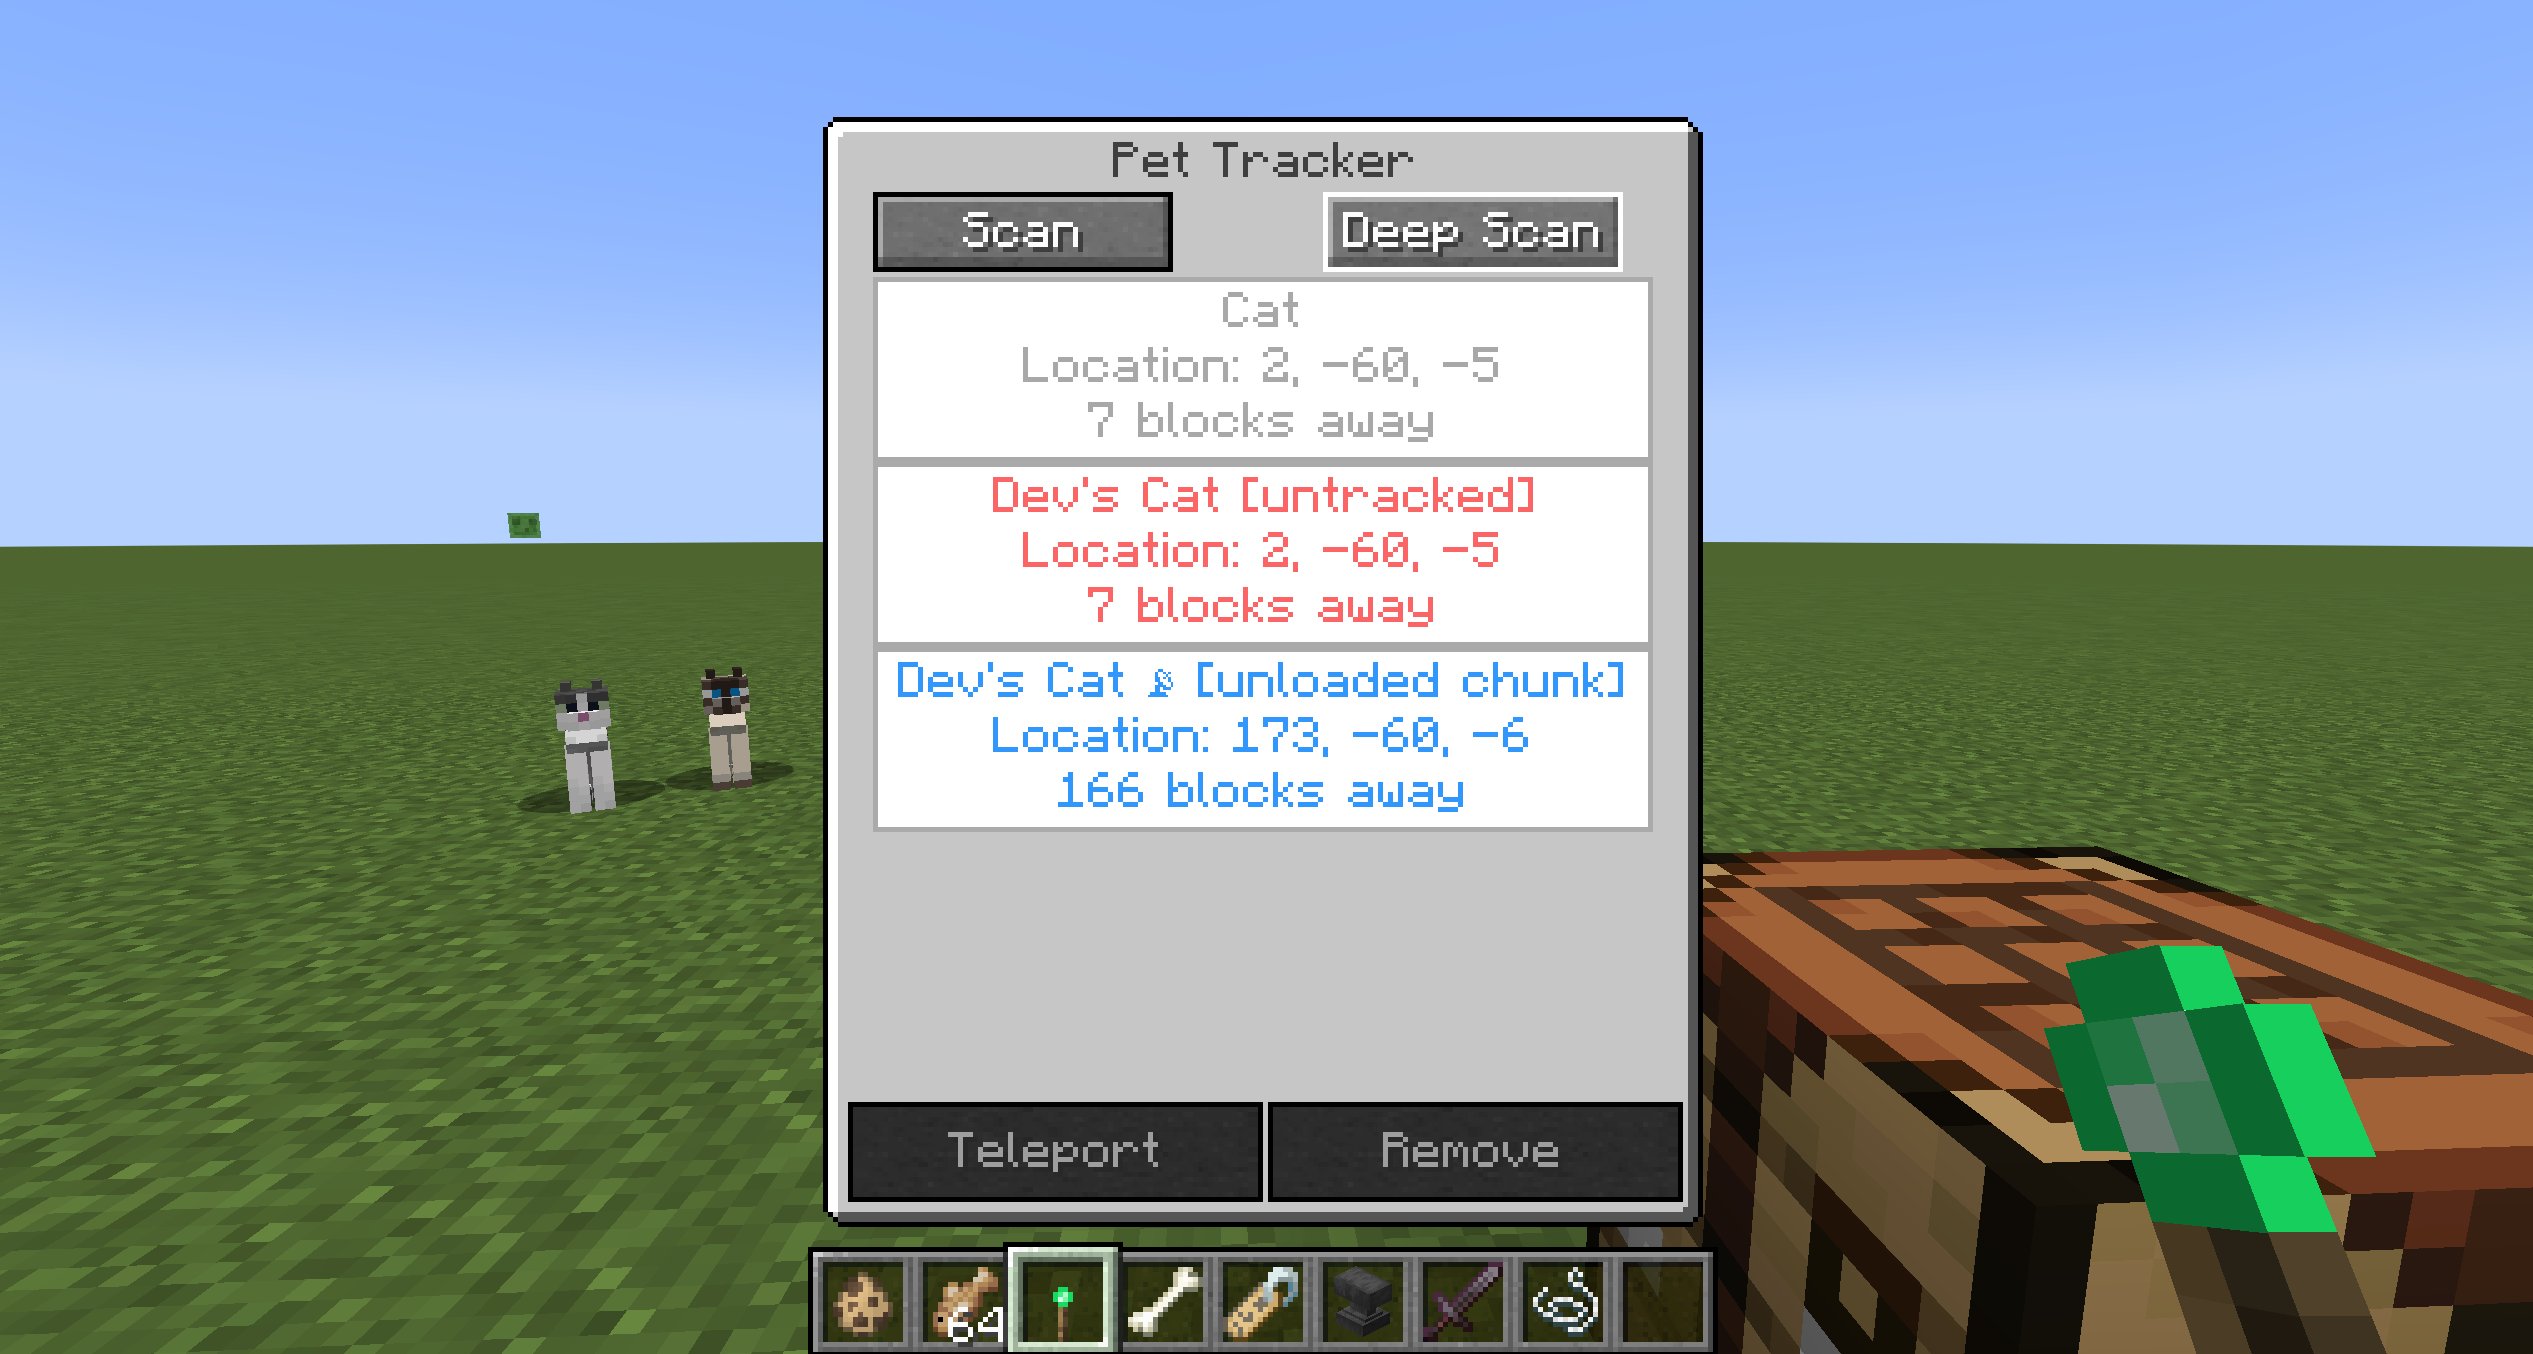 Pet Tracker
Scan
Deep Scan
Cat
Location: 2, -60, -5
7 blocks away
Dev's Cat [untracked]
Location: 2, -60, -5
7 blocks away
Dev's Cat [unloaded chunk]
Location: 173, -60, -6
166 blocks away
Teleport
Remove
64